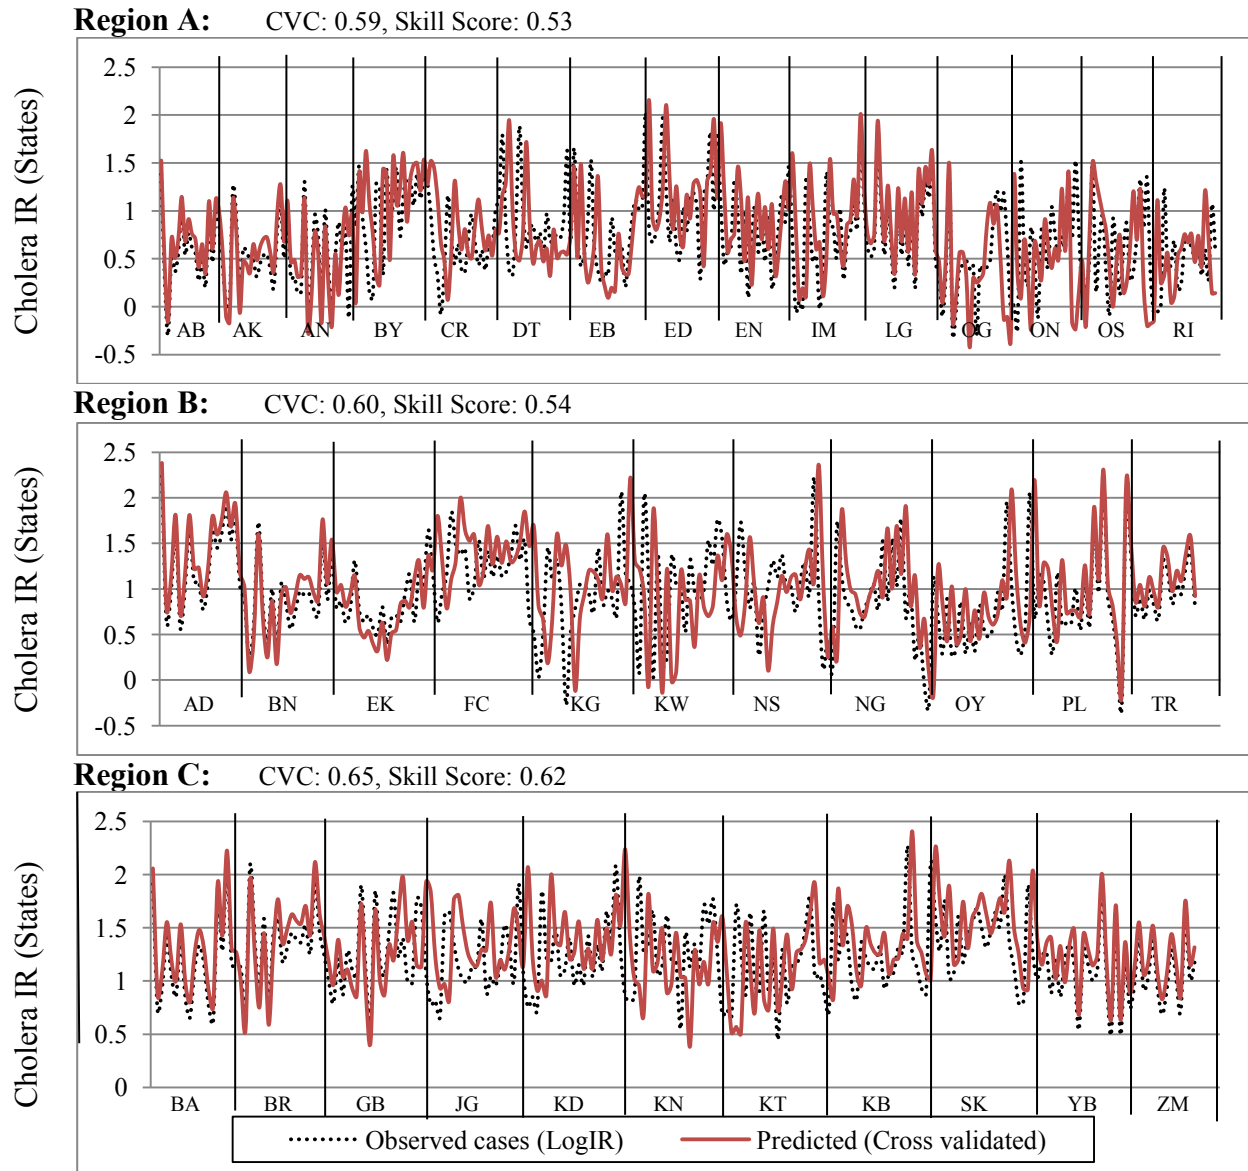 Region A: CVC: 0.59, Skill Score: 0.53
Cholera IR (States)
2.5
2
1.5
1
0.5
0
-0.5
AB AK AN BY CR DT EB ED EN IM LG OG ON OS RI
Region B: CVC: 0.60, Skill Score: 0.54
Cholera IR (States)
2.5
2
1.5
1
0.5
0
-0.5
AD BN EK FC KG KW NS NG OY PL TR
Region C: CVC: 0.65, Skill Score: 0.62
Cholera IR (States)
2.5
2
1.5
1
0.5
0
BA BR GB JG KD KN KT KB SK YB ZM
Observed cases (LogIR) Predicted (Cross validated)